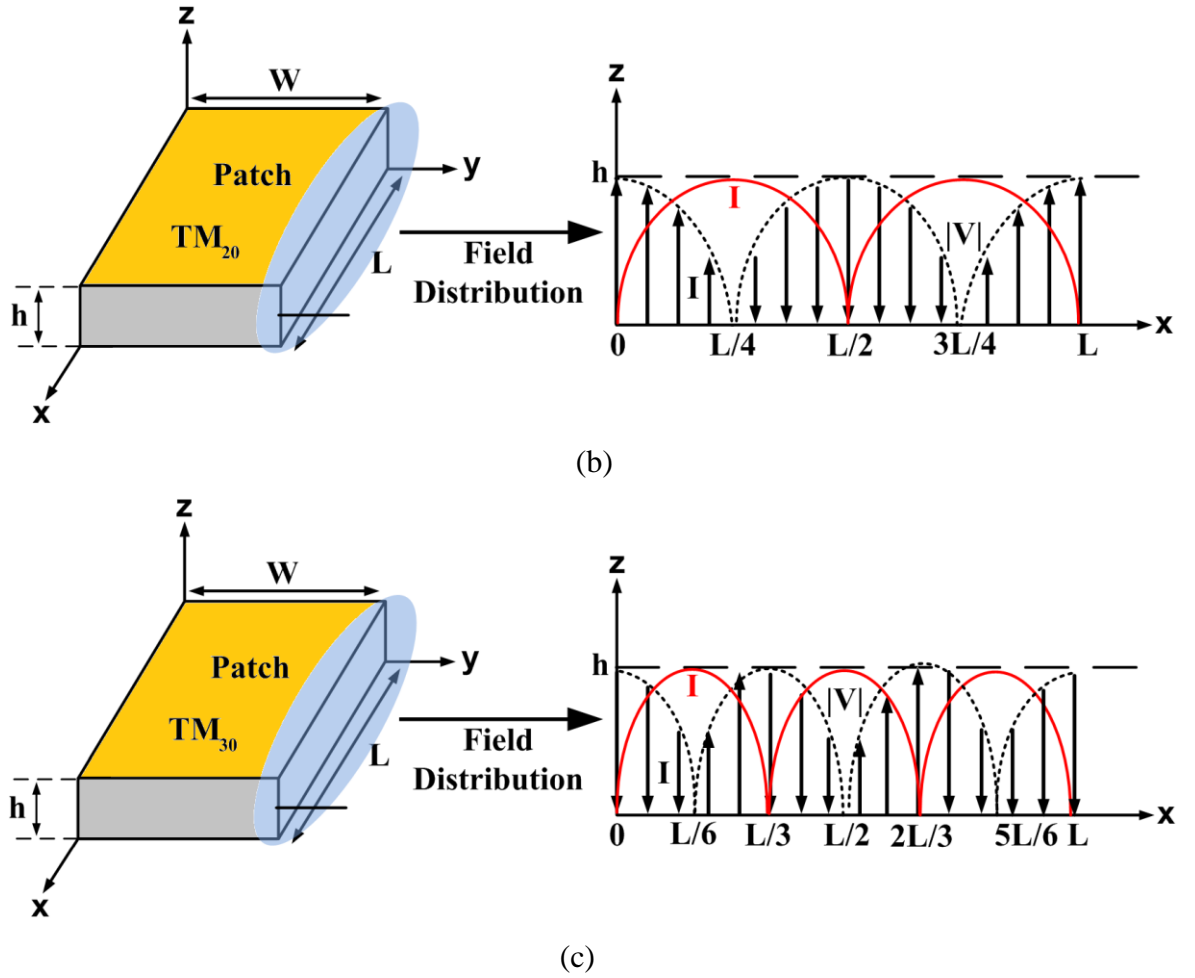 z
W
Patch
y
TM₂₀
L
h
x
Field
Distribution
z
h
I
|V|
I
0 L/4 L/2 3L/4 L x
(b)
z
W
Patch
y
TM₃₀
L
h
x
Field
Distribution
z
h
I
|V|
I
0 L/6 L/3 L/2 2L/3 5L/6 L x
(c)